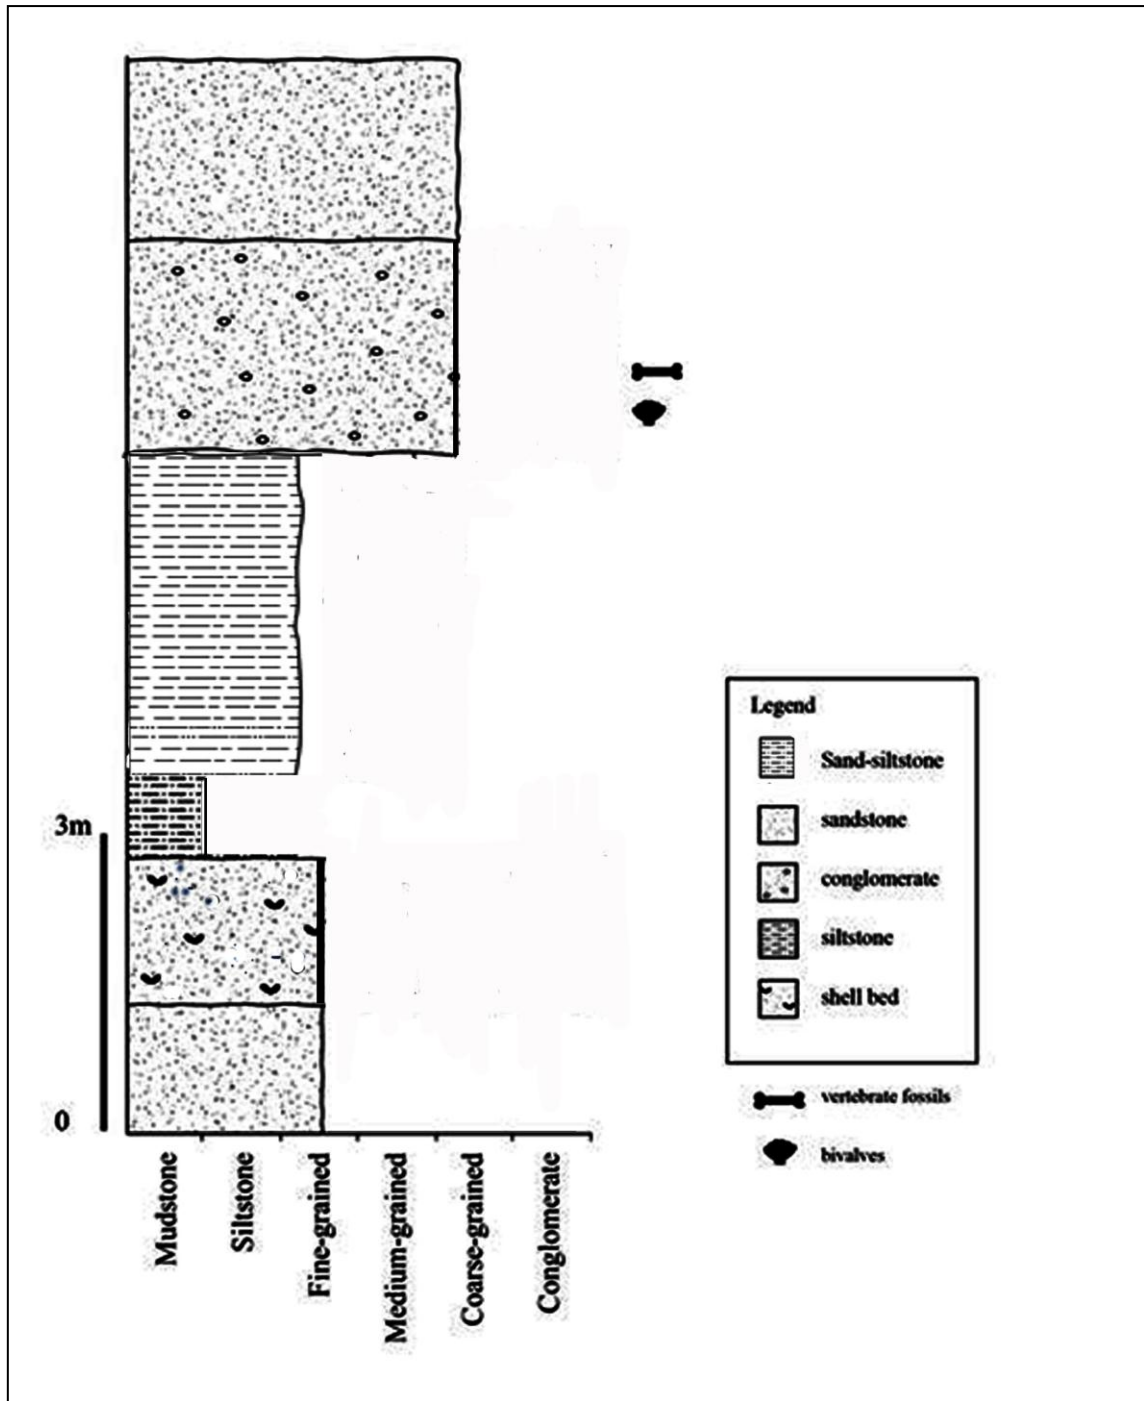 3m
0
Mudstone
Siltstone
Fine-grained
Medium-grained
Coarse-grained
Conglomerate
Legend
Sand-siltstone
sandstone
conglomerate
siltstone
shell bed
vertebrate fossils
bivalves